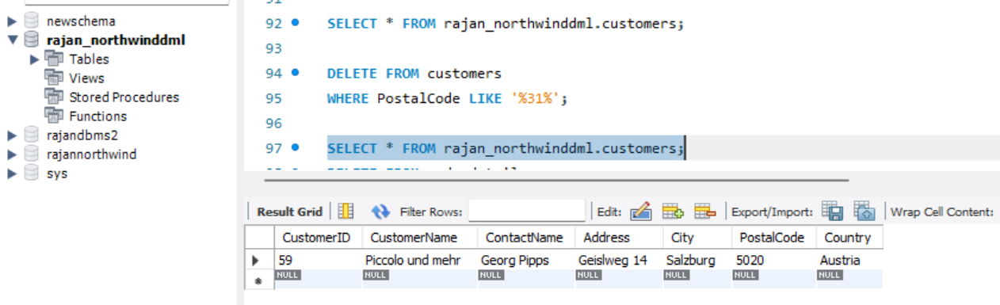 newschema
rajan_northwinddml
Tables
Views
Stored Procedures
Functions
rajandbms2
rajannorthwind
sys
92 SELECT * FROM rajan_northwinddml.customers;
93
94 DELETE FROM customers
95 WHERE PostalCode LIKE '%31%';
96
97 SELECT * FROM rajan_northwinddml.customers;
Result Grid Filter Rows: Edit: Export/Import: Wrap Cell Content:
CustomerID CustomerName ContactName Address City PostalCode Country
59 Piccolo und mehr Georg Pipps Geislweg 14 Salzburg 5020 Austria
NULL NULL NULL NULL NULL NULL NULL